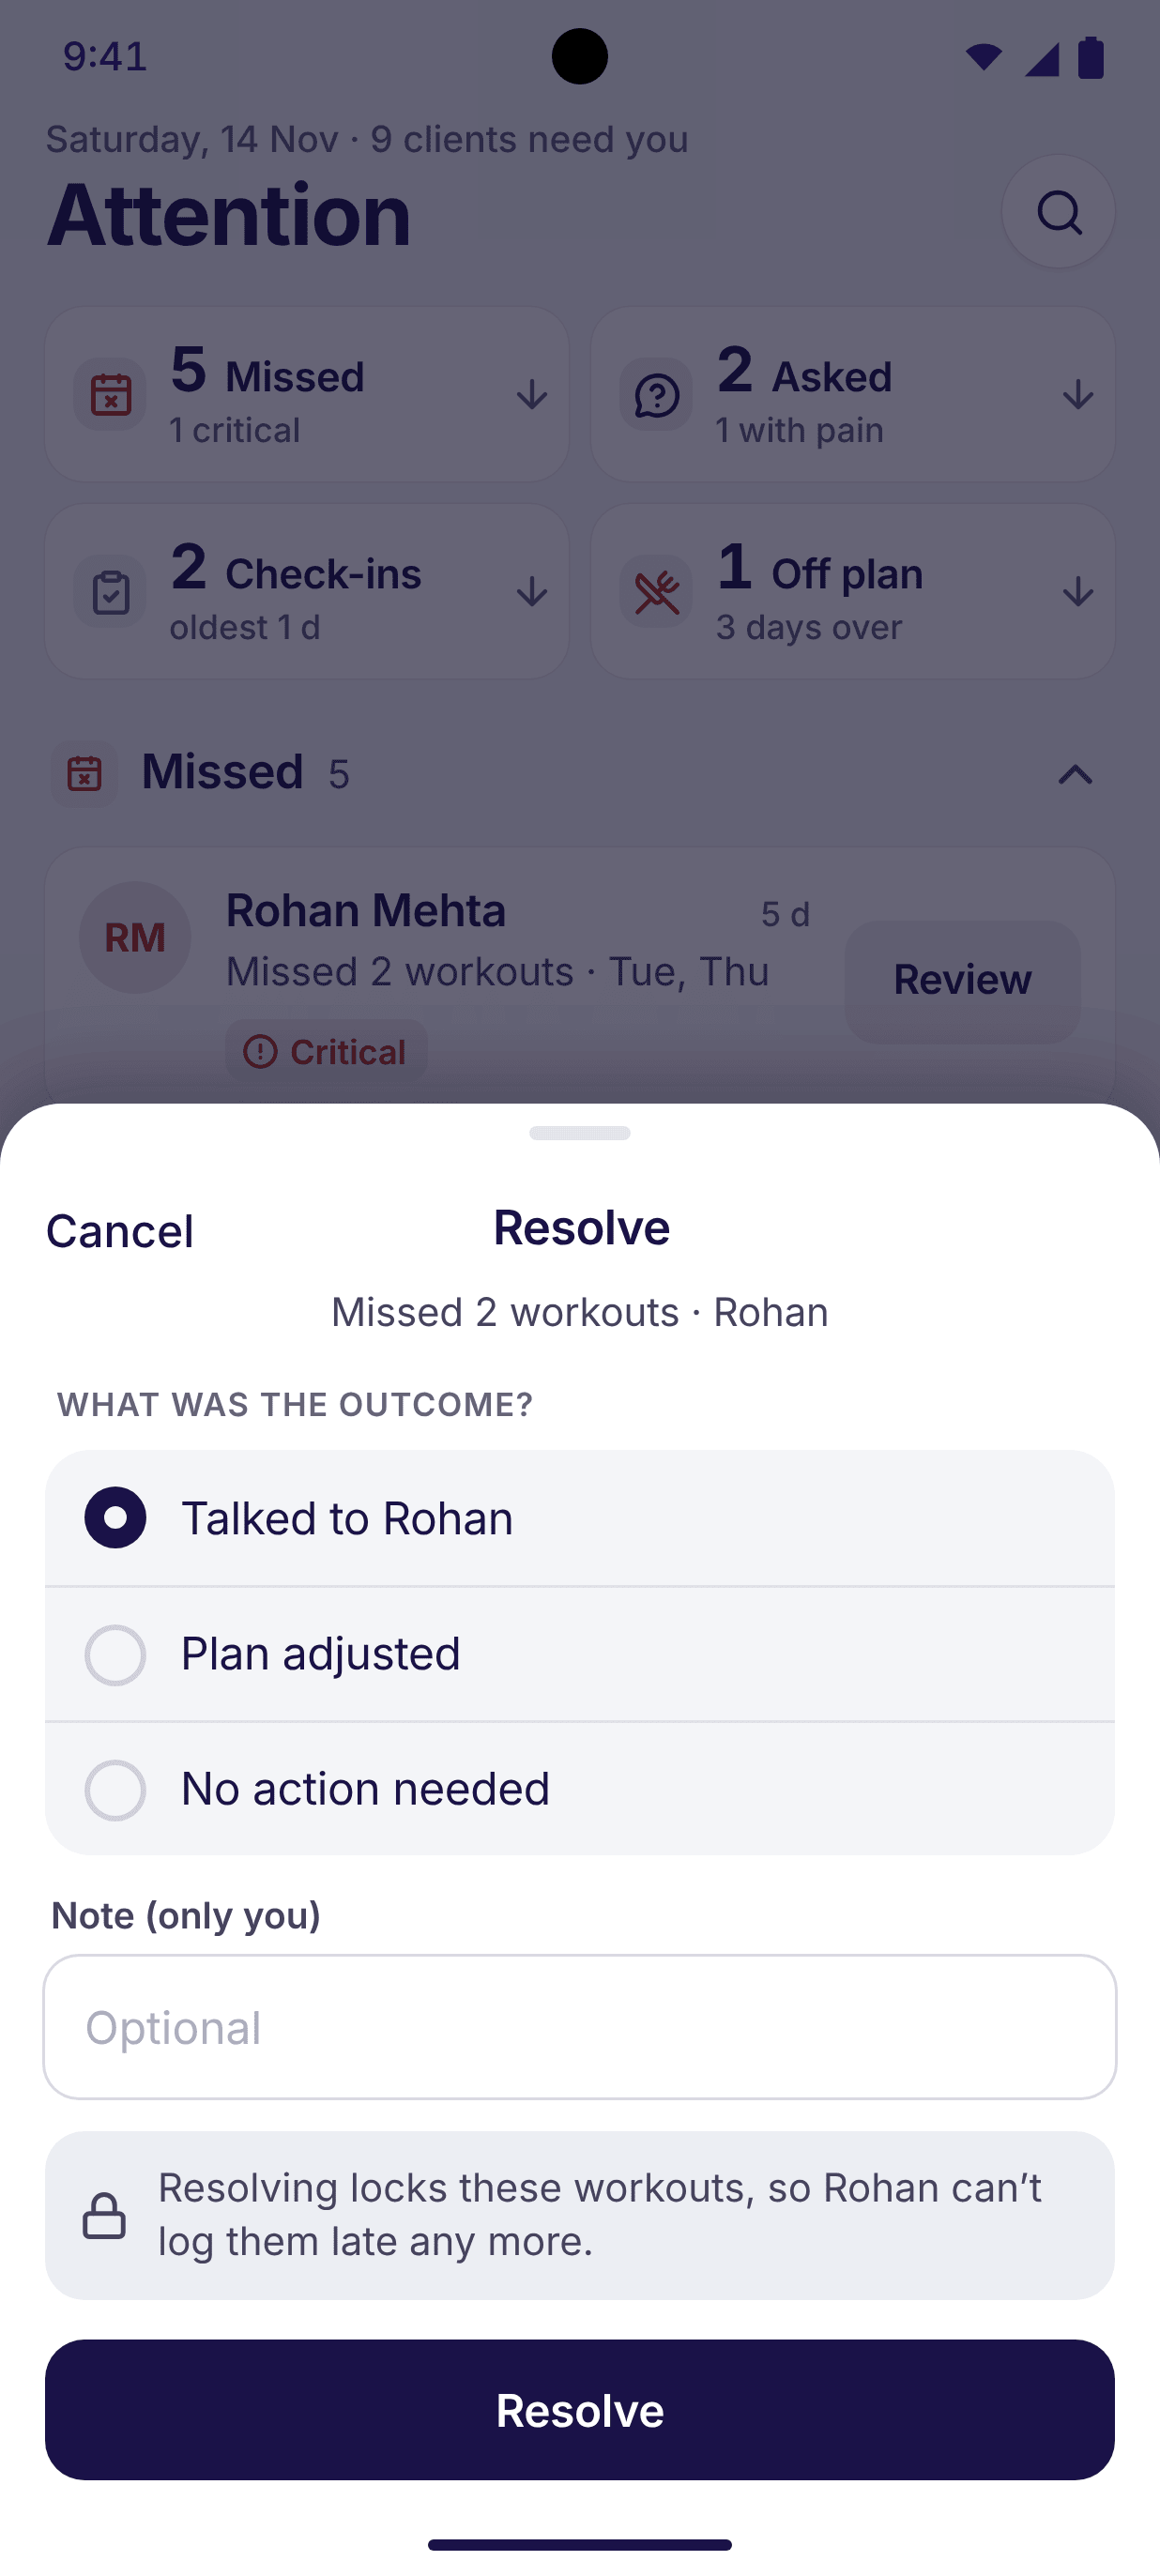 9:41
Saturday, 14 Nov · 9 clients need you
Attention
5 Missed
1 critical
2 Asked
1 with pain
2 Check-ins
oldest 1 d
1 Off plan
3 days over
Missed 5
RM
Rohan Mehta
5 d
Missed 2 workouts · Tue, Thu
Review
Critical
Cancel
Resolve
Missed 2 workouts · Rohan
WHAT WAS THE OUTCOME?
Talked to Rohan
Plan adjusted
No action needed
Note (only you)
Optional
Resolving locks these workouts, so Rohan can’t
log them late any more.
Resolve